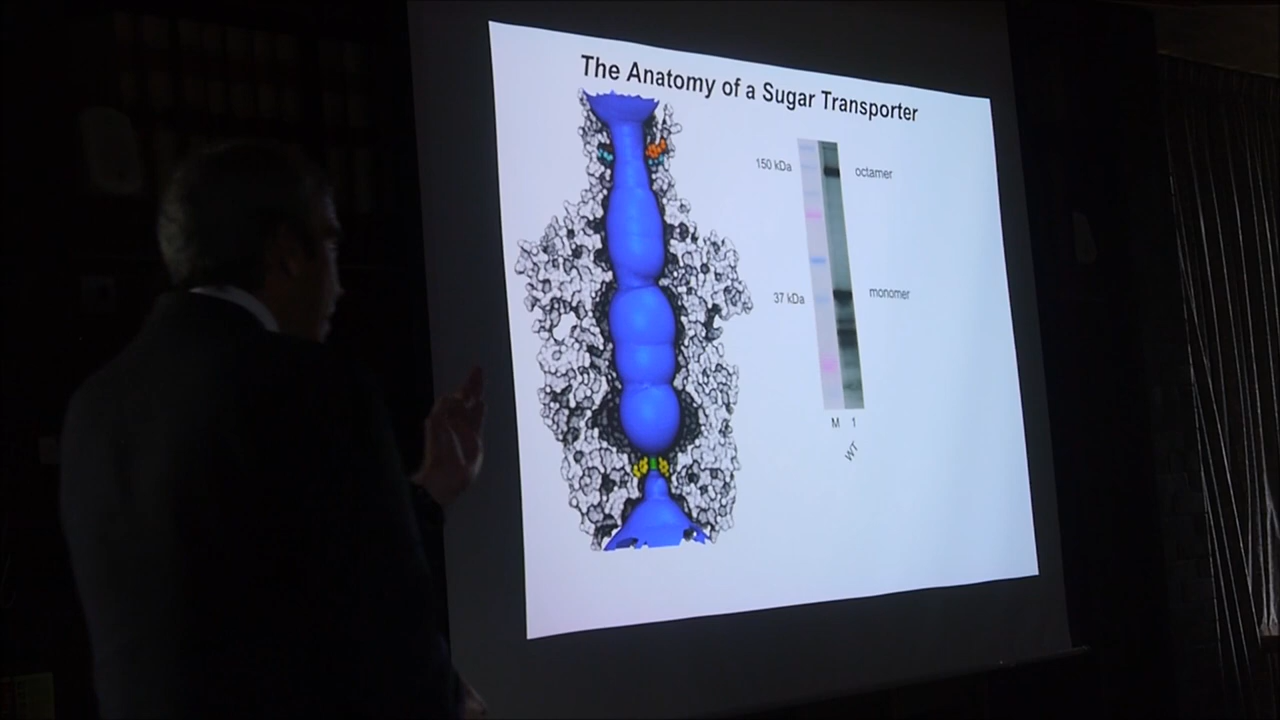 The Anatomy of a Sugar Transporter
150 kDa
octamer
37 kDa
monomer
M 1
WT